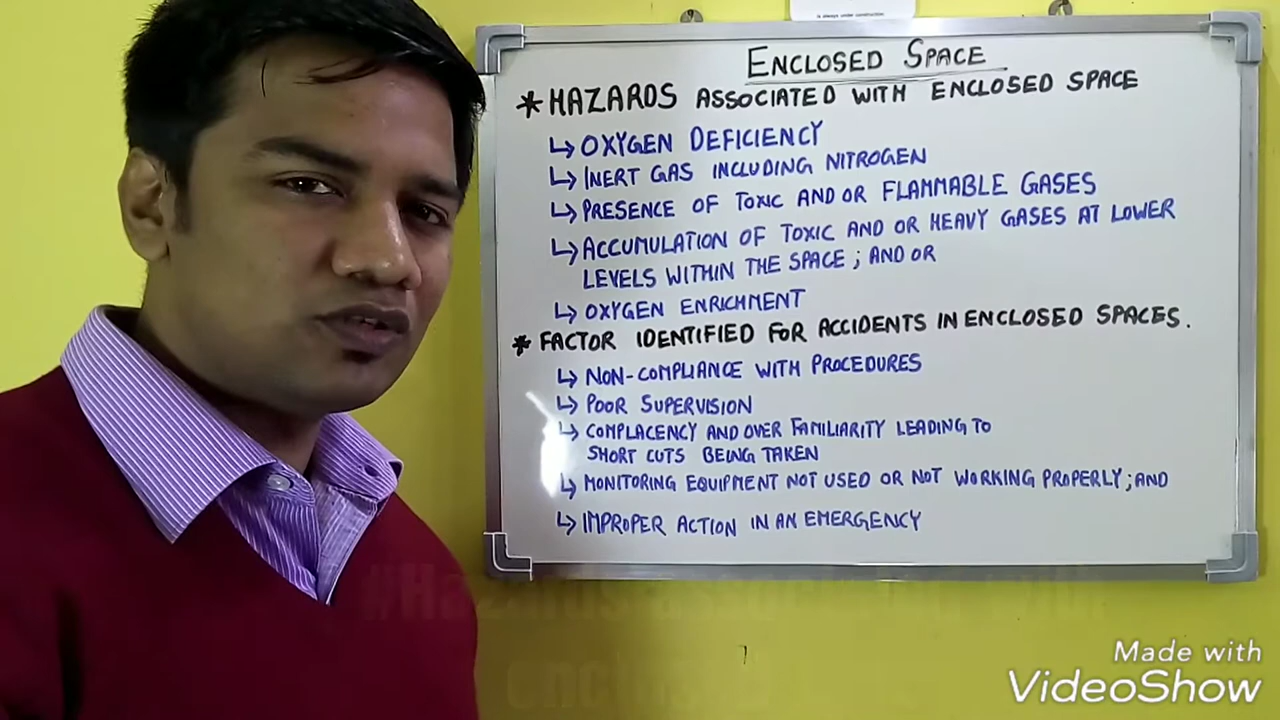 is always under construction.
ENCLOSED SPACE
* HAZARDS ASSOCIATED WITH ENCLOSED SPACE
↳ OXYGEN DEFICIENCY
↳ INERT GAS INCLUDING NITROGEN
↳ PRESENCE OF TOXIC AND OR FLAMMABLE GASES
↳ ACCUMULATION OF TOXIC AND OR HEAVY GASES AT LOWER
LEVELS WITHIN THE SPACE ; AND OR
↳ OXYGEN ENRICHMENT
* FACTOR IDENTIFIED FOR ACCIDENTS IN ENCLOSED SPACES.
↳ NON-COMPLIANCE WITH PROCEDURES
↳ POOR SUPERVISION
↳ COMPLACENCY AND OVER FAMILIARITY LEADING TO
SHORT CUTS BEING TAKEN
↳ MONITORING EQUIPMENT NOT USED OR NOT WORKING PROPERLY; AND
↳ IMPROPER ACTION IN AN EMERGENCY
Made with
VideoShow